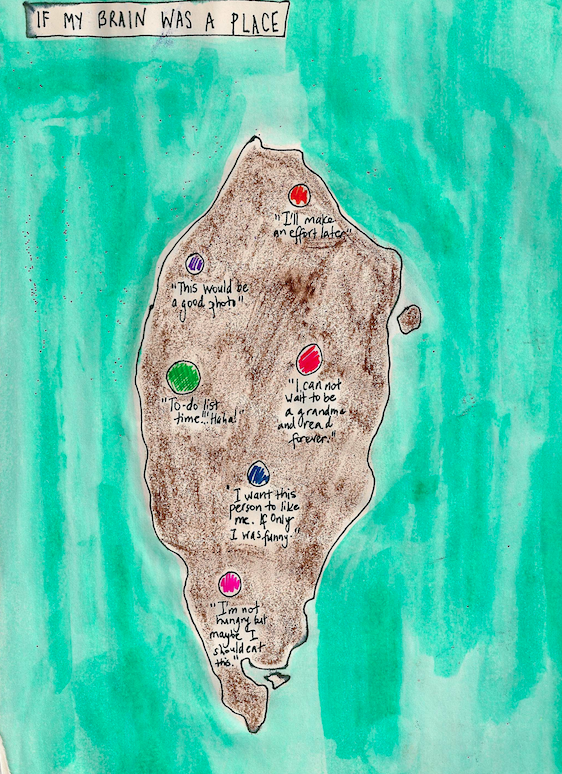 IF MY BRAIN WAS A PLACE
"I'll make
an effort later"
"This would be
a good photo"
"I can not
wait to be
a grandma
and read
forever."
"To-do list
time..."Haha!"
"I want this
person to like
me. If only
I was funny."
"I'm not
hungry but
maybe I
should eat
this."